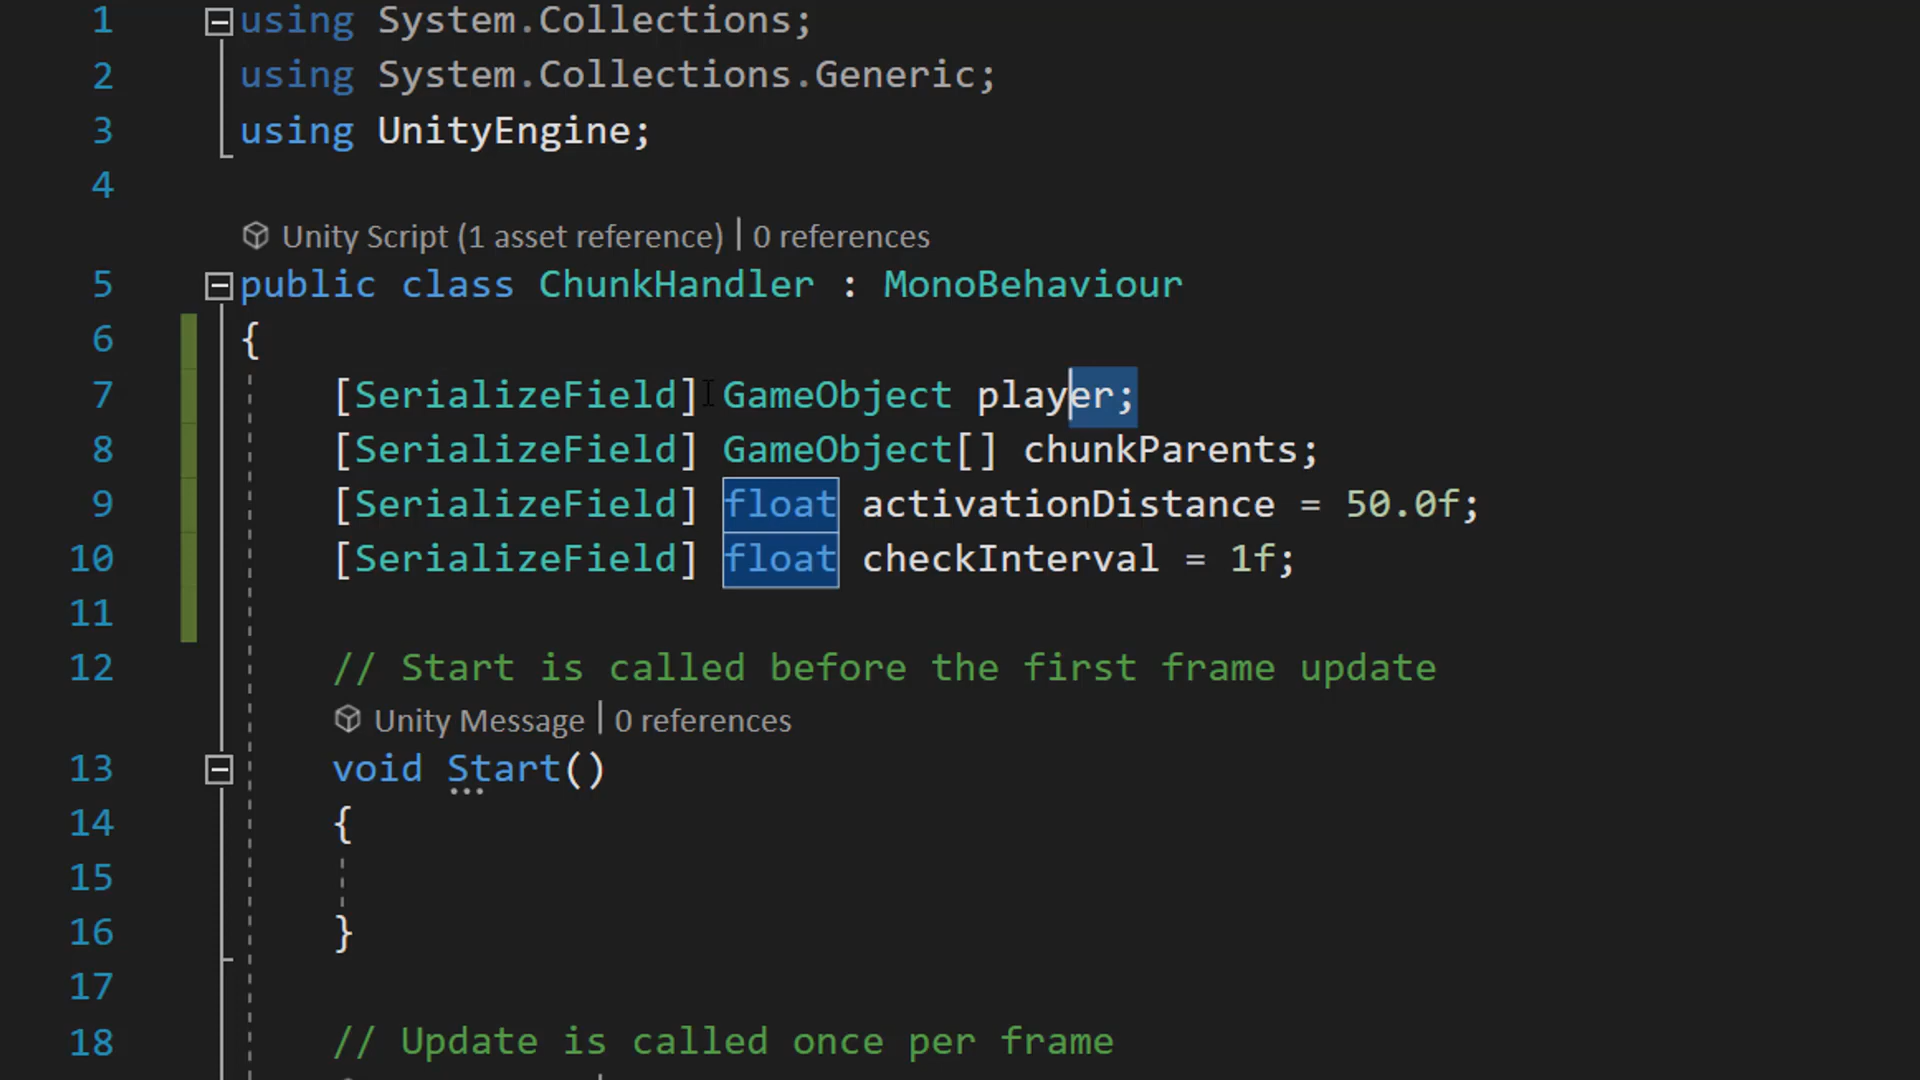 1 using System.Collections;
2 using System.Collections.Generic;
3 using UnityEngine;
4
Unity Script (1 asset reference) | 0 references
5 public class ChunkHandler : MonoBehaviour
6 {
7 [SerializeField] GameObject player;
8 [SerializeField] GameObject[] chunkParents;
9 [SerializeField] float activationDistance = 50.0f;
10 [SerializeField] float checkInterval = 1f;
11
12 // Start is called before the first frame update
Unity Message | 0 references
13 void Start()
14 {
15
16 }
17
18 // Update is called once per frame